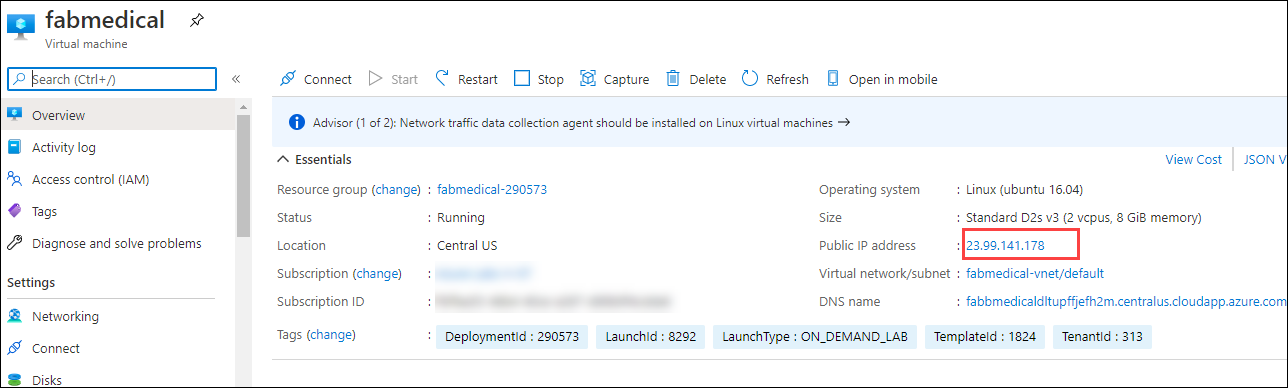 fabmedical
Virtual machine
Search (Ctrl+/)
«
Connect Start Restart Stop Capture Delete Refresh Open in mobile
Overview
Activity log
Access control (IAM)
Tags
Diagnose and solve problems
Settings
Networking
Connect
Disks
Advisor (1 of 2): Network traffic data collection agent should be installed on Linux virtual machines →
Essentials
View Cost JSON V
Resource group (change) : fabmedical-290573
Status : Running
Location : Central US
Subscription (change) :
Subscription ID :
Operating system : Linux (ubuntu 16.04)
Size : Standard D2s v3 (2 vcpus, 8 GiB memory)
Public IP address : 23.99.141.178
Virtual network/subnet : fabmedical-vnet/default
DNS name : fabbmedicaldltupffjefh2m.centralus.cloudapp.azure.com
Tags (change) : DeploymentId : 290573 LaunchId : 8292 LaunchType : ON_DEMAND_LAB TemplateId : 1824 TenantId : 313